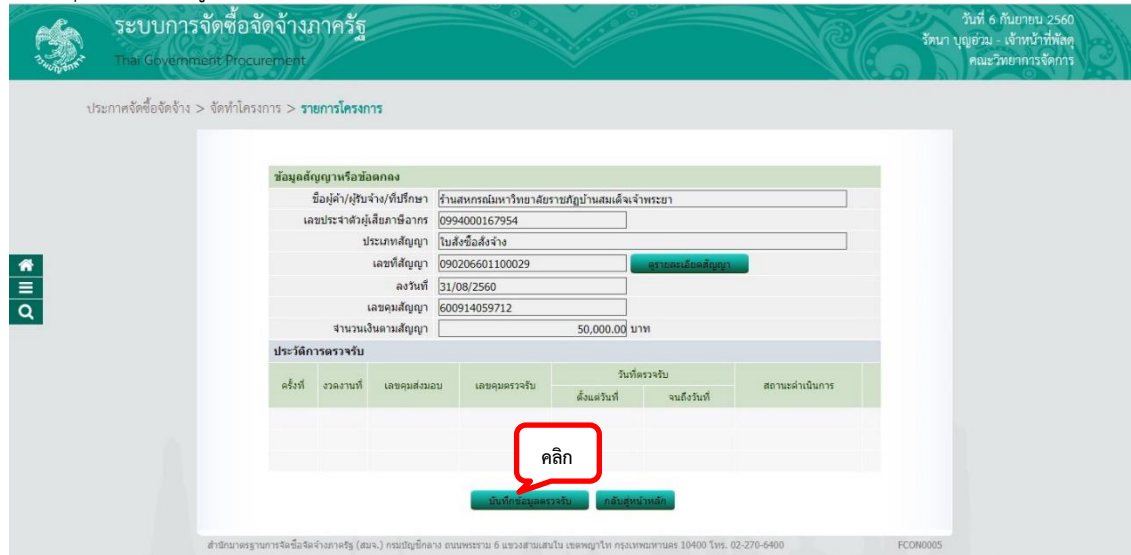 ระบบการจัดซื้อจัดจ้างภาครัฐ
Thai Government Procurement
วันที่ 6 กันยายน 2560
รัตนา บุญอ่วม - เจ้าหน้าที่พัสดุ
คณะวิทยาการจัดการ
ประกาศจัดซื้อจัดจ้าง > จัดทำโครงการ > รายการโครงการ
ข้อมูลสัญญาหรือข้อตกลง
ชื่อผู้ค้า/ผู้รับจ้าง/ที่ปรึกษา ร้านสหกรณ์มหาวิทยาลัยราชภัฏบ้านสมเด็จเจ้าพระยา
เลขประจำตัวผู้เสียภาษีอากร 0994000167954
ประเภทสัญญา ใบสั่งซื้อสั่งจ้าง
เลขที่สัญญา 090206601100029 ดูรายละเอียดสัญญา
ลงวันที่ 31/08/2560
เลขคุมสัญญา 600914059712
จำนวนเงินตามสัญญา 50,000.00 บาท
ประวัติการตรวจรับ
ครั้งที่ งวดงานที่ เลขคุมส่งมอบ เลขคุมตรวจรับ วันที่ตรวจรับ สถานะดำเนินการ
ตั้งแต่วันที่ จนถึงวันที่
คลิก
บันทึกข้อมูลตรวจรับ กลับสู่หน้าหลัก
สำนักมาตรฐานการจัดซื้อจัดจ้างภาครัฐ (สมจ.) กรมบัญชีกลาง ถนนพระราม 6 แขวงสามเสนใน เขตพญาไท กรุงเทพมหานคร 10400 โทร. 02-270-6400 FCON0005